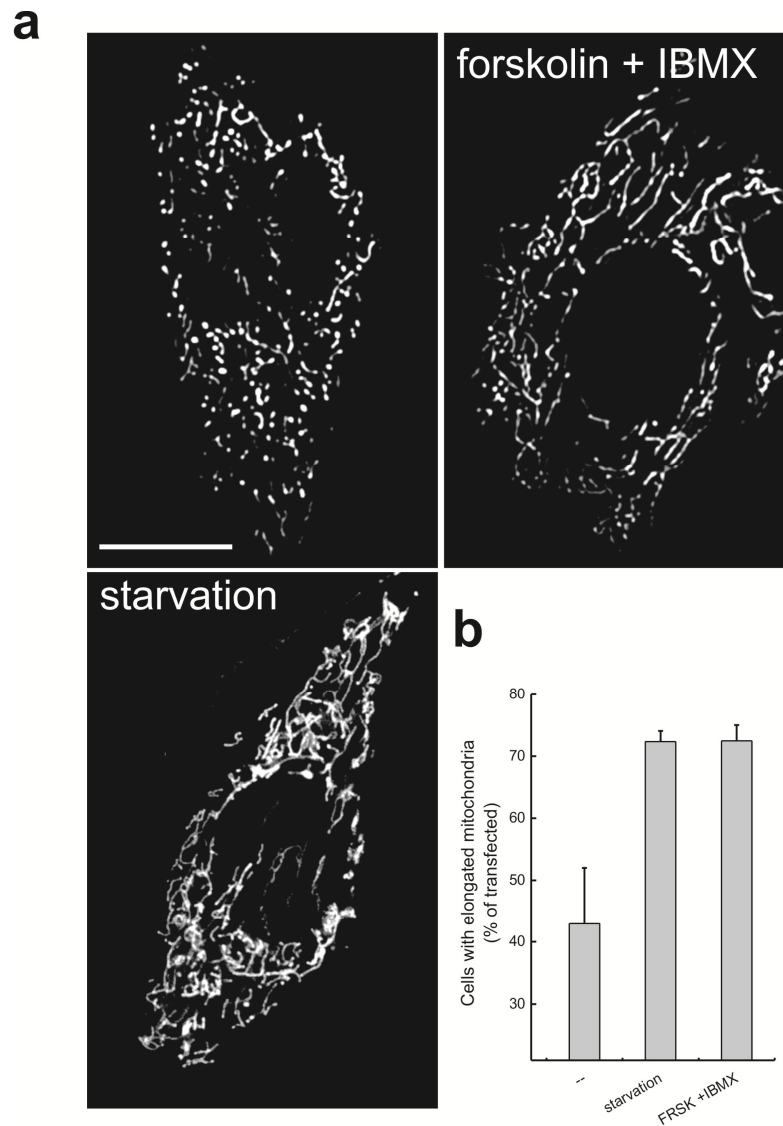 a
forskolin + IBMX
starvation
b
Cells with elongated mitochondria
(% of transfected)
80
70
60
50
40
30
--
starvation
FRSK +IBMX